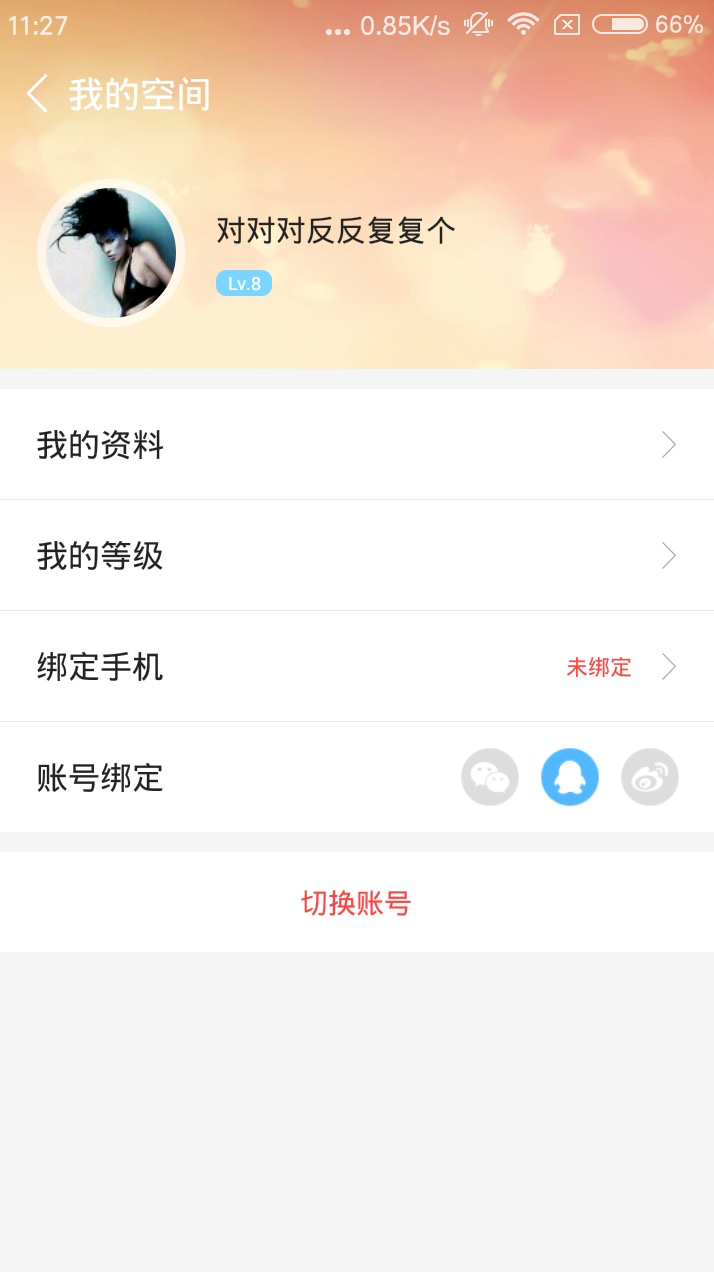 11:27
... 0.85K/s
66%
我的空间
对对对反反复复个
Lv.8
我的资料
我的等级
绑定手机
未绑定
账号绑定
切换账号